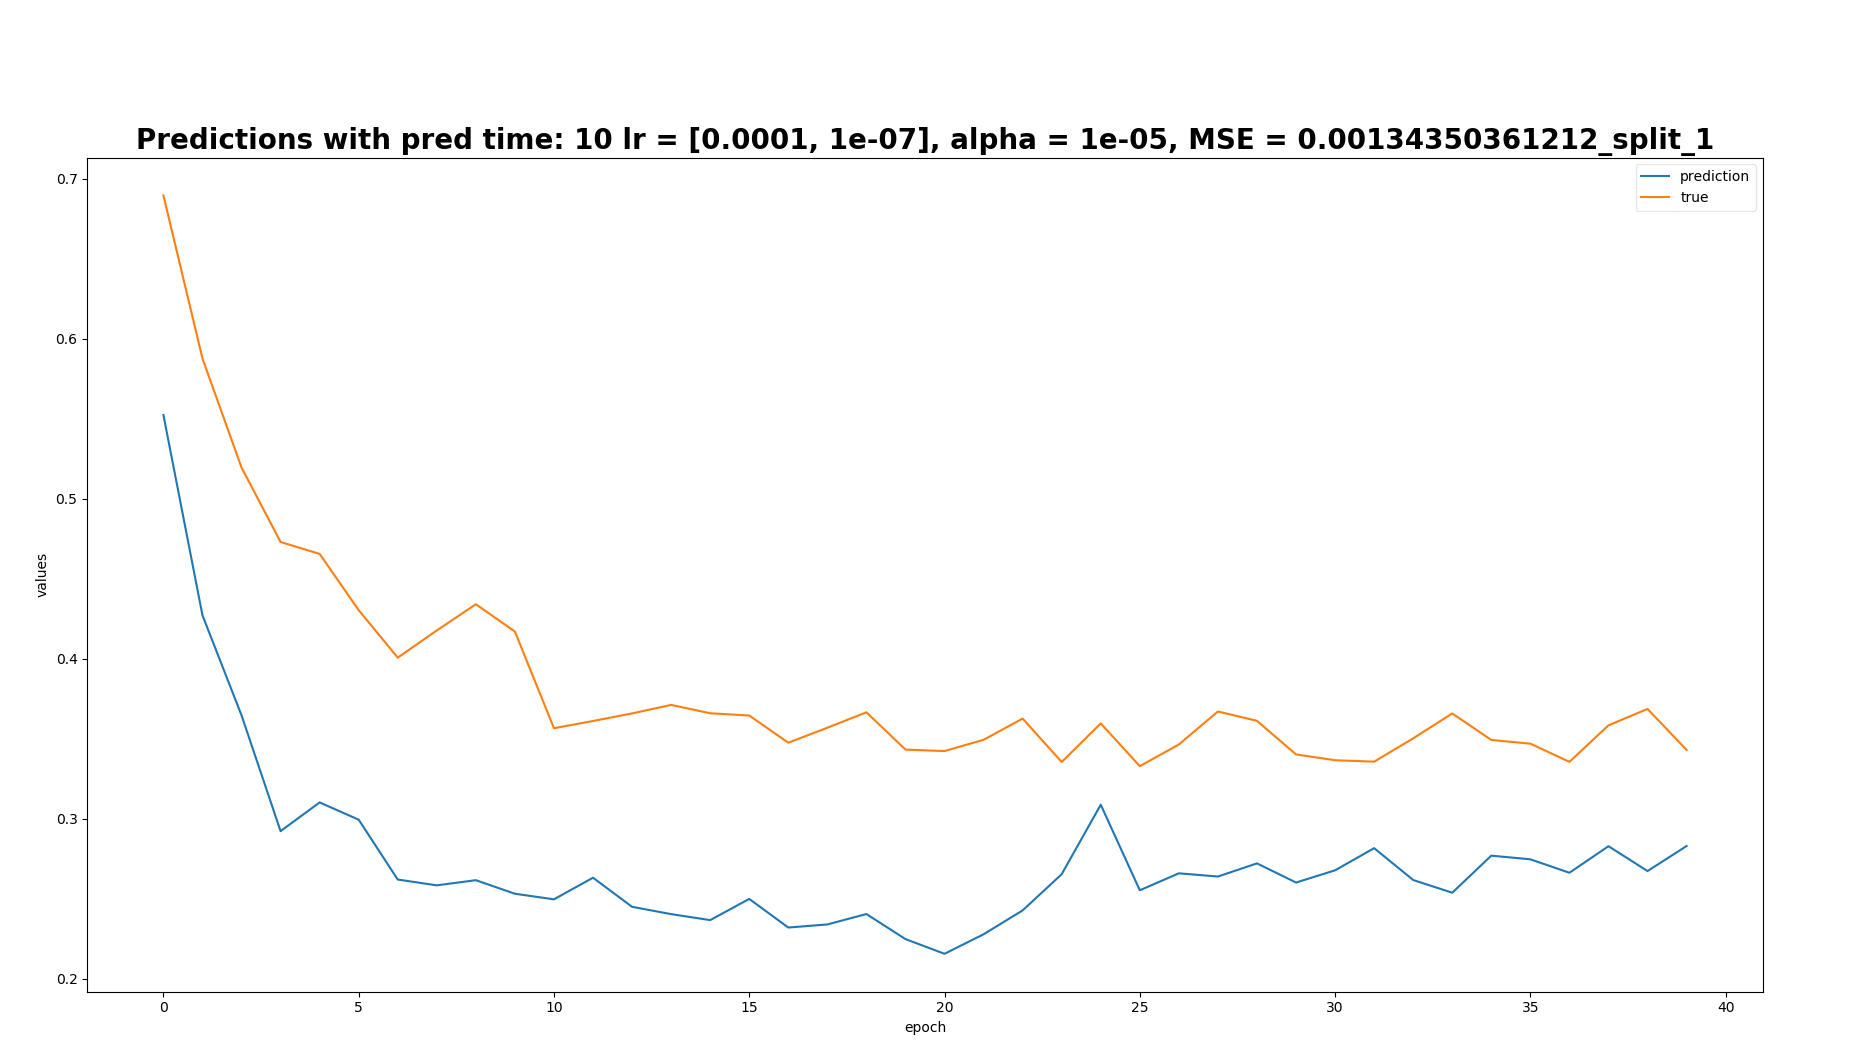 Predictions with pred time: 10 lr = [0.0001, 1e-07], alpha = 1e-05, MSE = 0.00134350361212_split_1
prediction
true
0.7
0.6
0.5
0.4
0.3
0.2
values
0 5 10 15 20 25 30 35 40
epoch